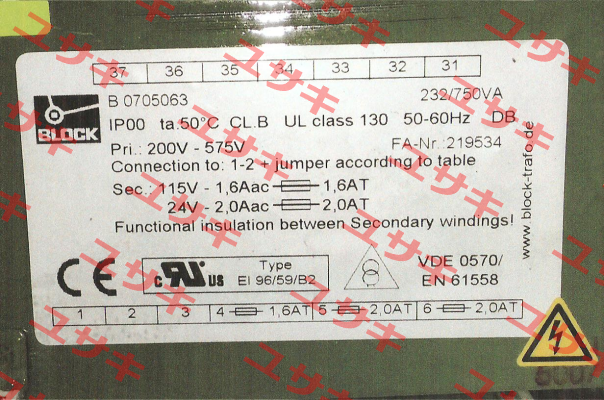 37 36 35 34 33 32 31
BLOCK
B 0705063 232/750VA
IP00 ta.50°C CL.B UL class 130 50-60Hz DB
Pri.: 200V - 575V FA-Nr.:219534
Connection to: 1-2 + jumper according to table
Sec.: 115V - 1,6Aac 1,6AT
24V - 2,0Aac 2,0AT
Functional insulation between Secondary windings!
www.block-trafo.de
CE
c RU US
Type
EI 96/59/B2
VDE 0570/
EN 61558
1 2 3 4 1,6AT 5 2,0AT 6 2,0AT
ユサキ